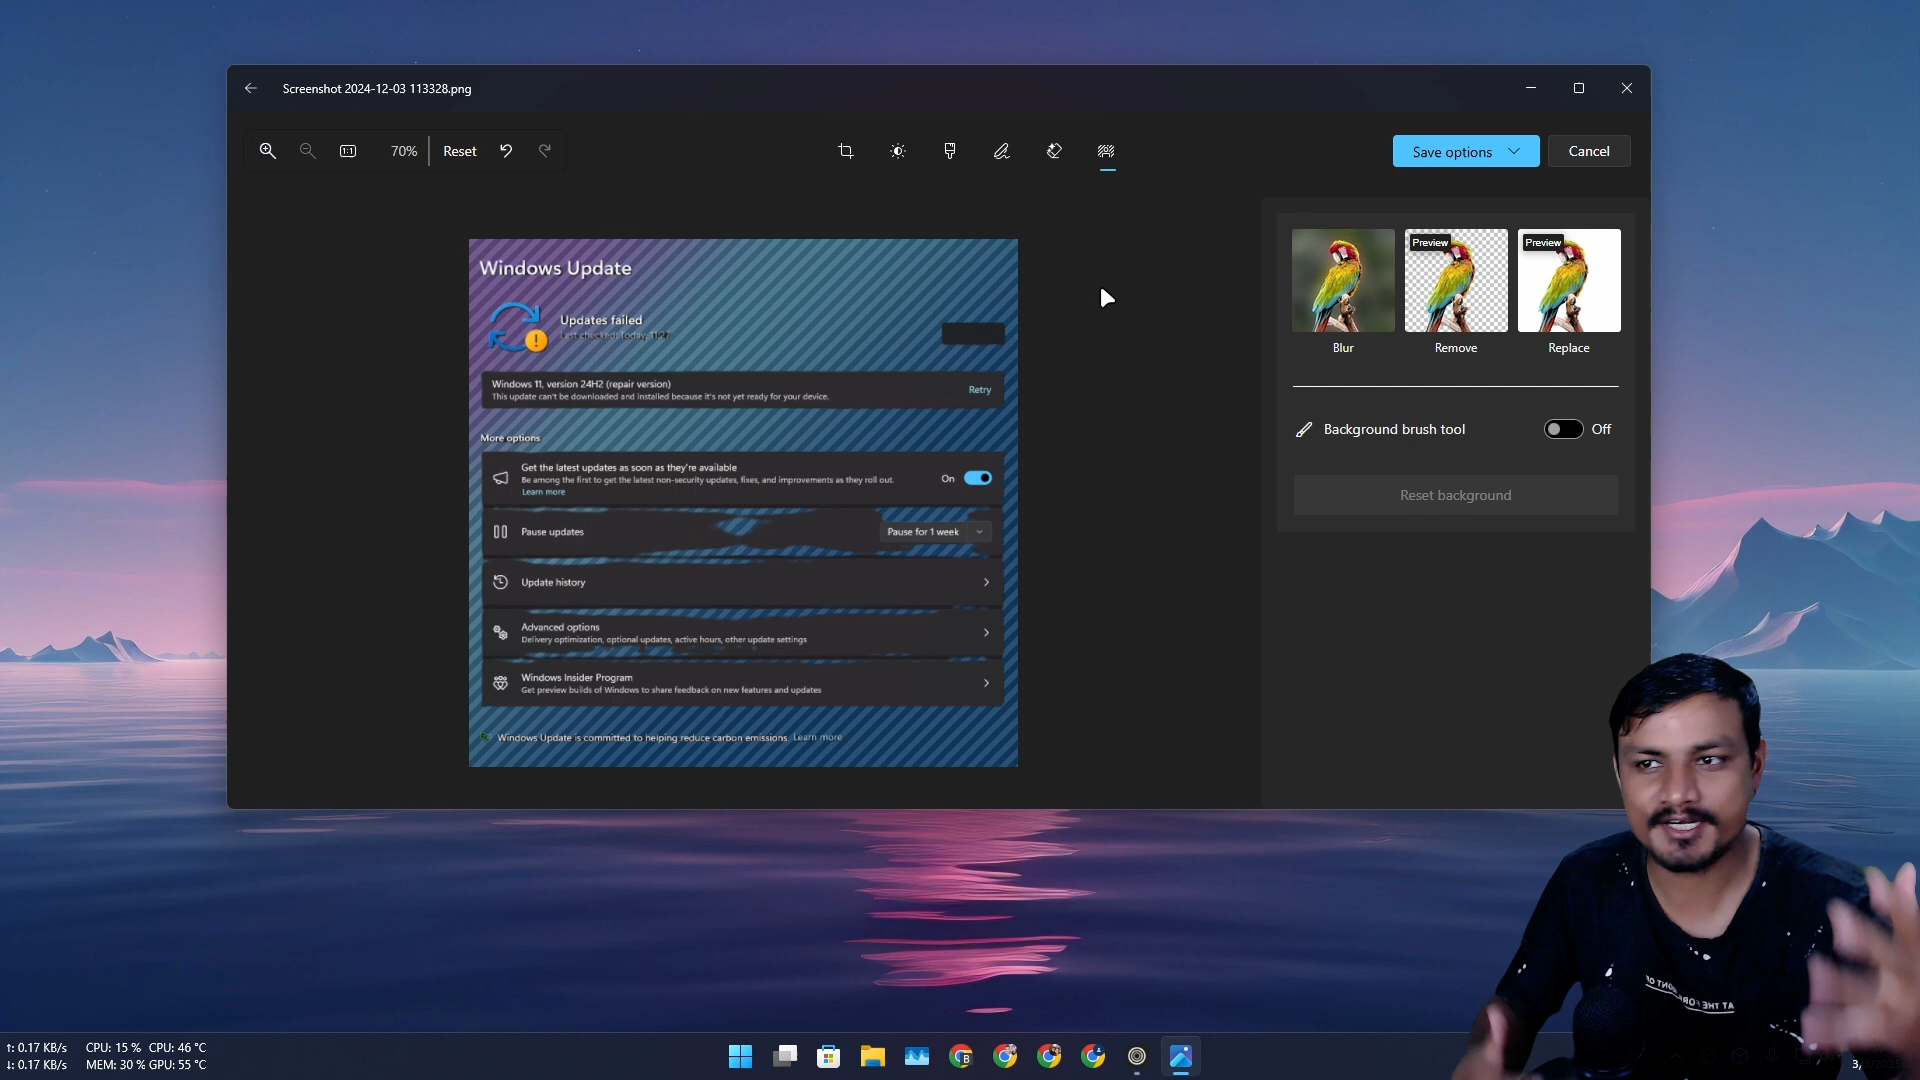 Screenshot 2024-12-03 113328.png
70%
Reset
Save options
Cancel
Windows Update
Updates failed
Last checked: Today, 11:27
Windows 11, version 24H2 (repair version)
This update can't be downloaded and installed because it's not yet ready for your device.
Retry
More options
Get the latest updates as soon as they're available
Be among the first to get the latest non-security updates, fixes, and improvements as they roll out.
Learn more
On
Pause updates
Pause for 1 week
Update history
Advanced options
Delivery optimization, optional updates, active hours, other update settings
Windows Insider Program
Get preview builds of Windows to share feedback on new features and updates
Windows Update is committed to helping reduce carbon emissions. Learn more
Preview
Preview
Blur
Remove
Replace
Background brush tool
Off
Reset background
AT THE
↑: 0.17 KB/s CPU: 15 % CPU: 46 °C
↓: 0.17 KB/s MEM: 30 % GPU: 55 °C